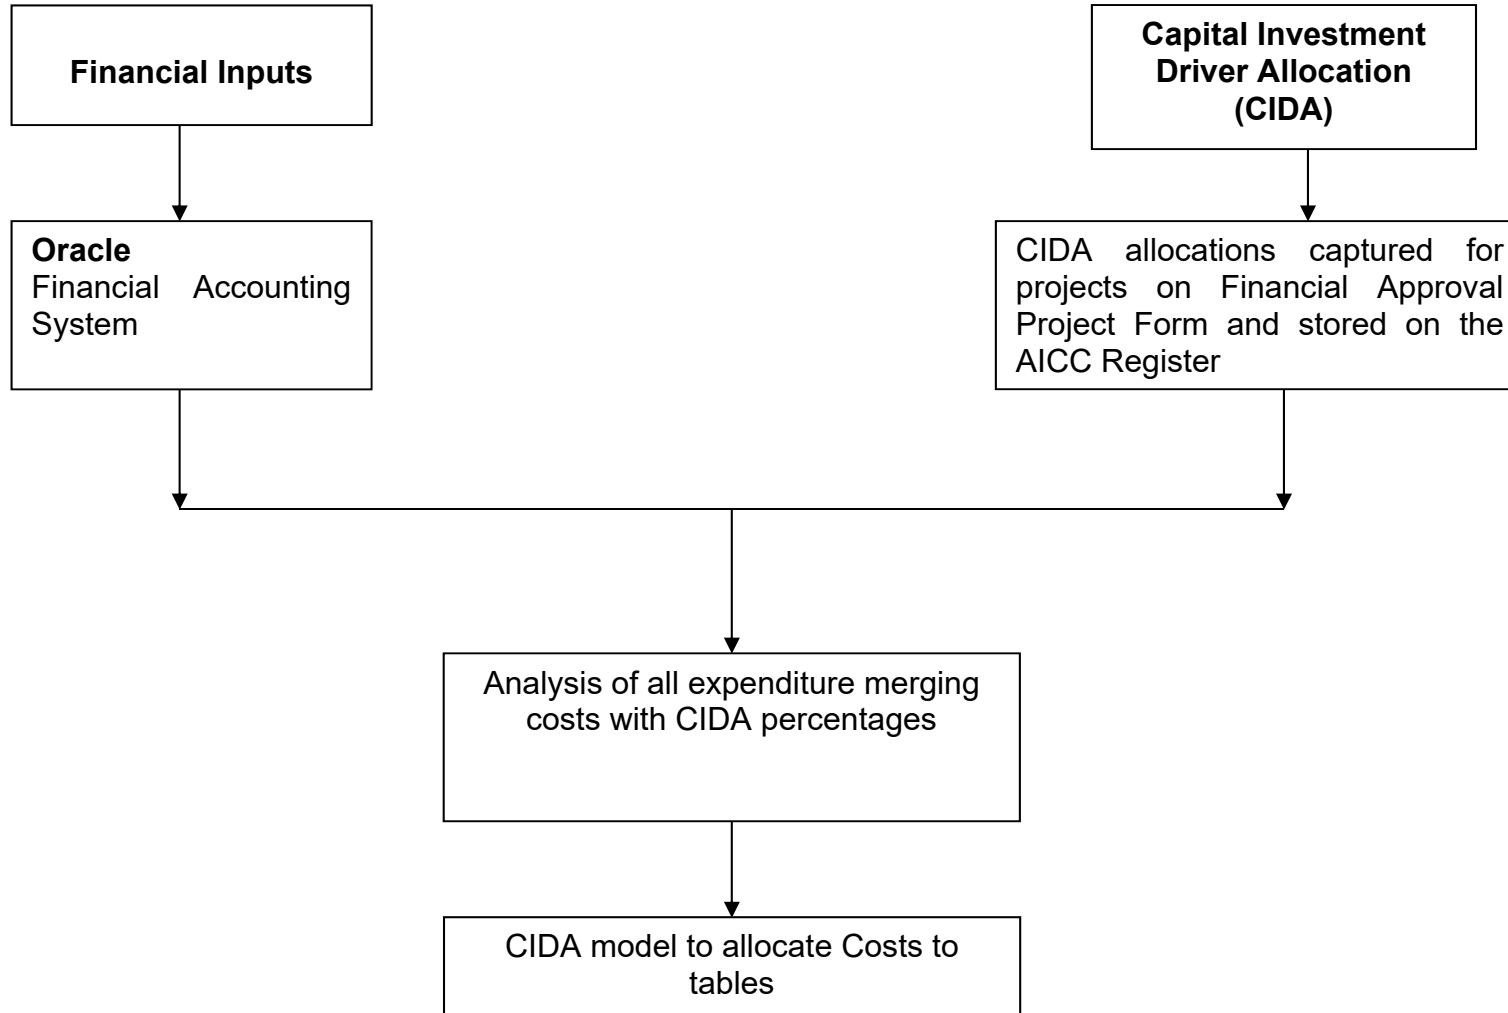 Financial Inputs
Capital Investment
Driver Allocation
(CIDA)
Oracle
Financial Accounting
System
CIDA allocations captured for
projects on Financial Approval
Project Form and stored on the
AICC Register
Analysis of all expenditure merging
costs with CIDA percentages
CIDA model to allocate Costs to
tables